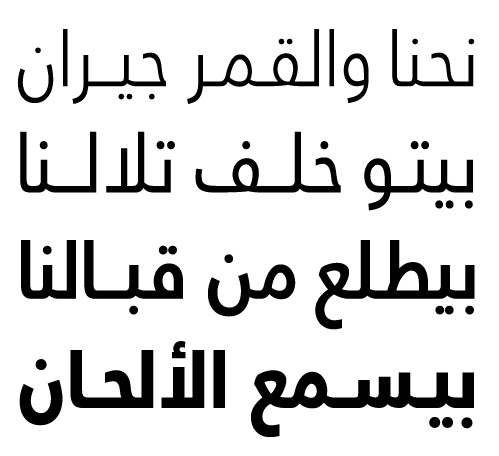 نحنا والقمر جيران
بيتو خلف تلالنا
بيطلع من قبالنا
بيسمع الألحان